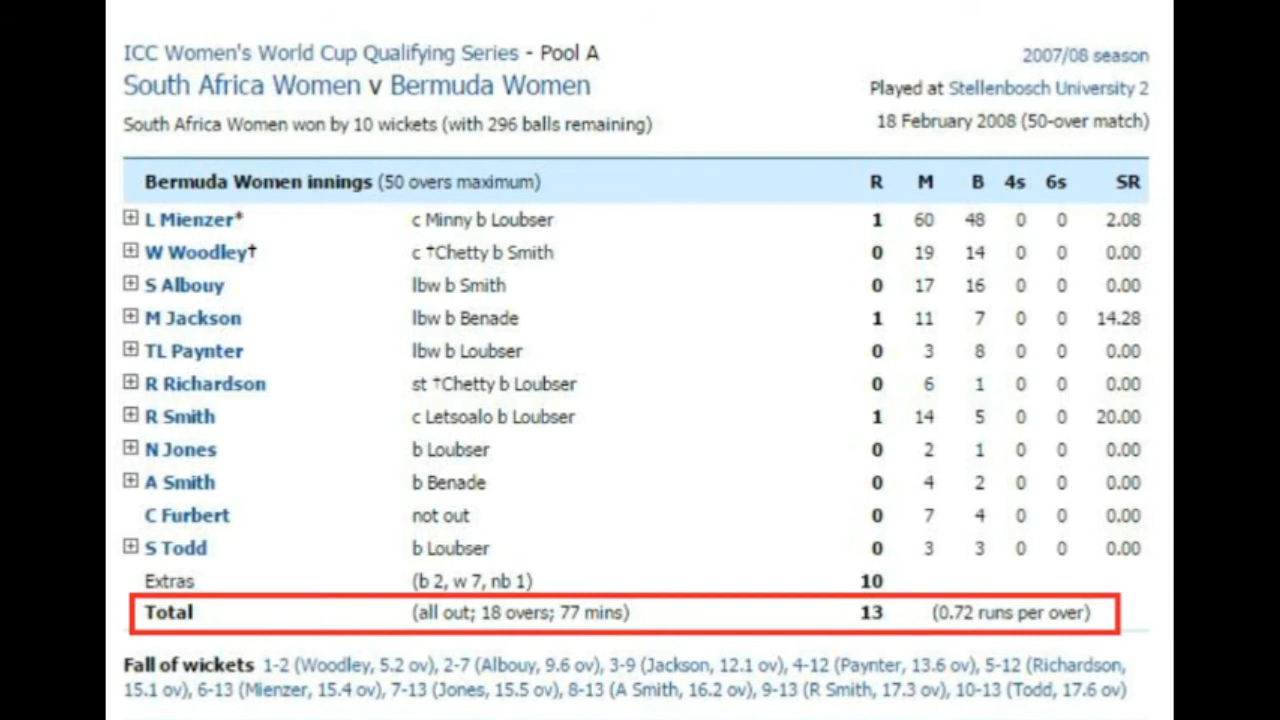 ICC Women's World Cup Qualifying Series - Pool A 2007/08 season
South Africa Women v Bermuda Women Played at Stellenbosch University 2
South Africa Women won by 10 wickets (with 296 balls remaining) 18 February 2008 (50-over match)
Bermuda Women innings (50 overs maximum) R M B 4s 6s SR
L Mienzer* c Minny b Loubser 1 60 48 0 0 2.08
W Woodley† c †Chetty b Smith 0 19 14 0 0 0.00
S Albouy lbw b Smith 0 17 16 0 0 0.00
M Jackson lbw b Benade 1 11 7 0 0 14.28
TL Paynter lbw b Loubser 0 3 8 0 0 0.00
R Richardson st †Chetty b Loubser 0 6 1 0 0 0.00
R Smith c Letsoalo b Loubser 1 14 5 0 0 20.00
N Jones b Loubser 0 2 1 0 0 0.00
A Smith b Benade 0 4 2 0 0 0.00
C Furbert not out 0 7 4 0 0 0.00
S Todd b Loubser 0 3 3 0 0 0.00
Extras (b 2, w 7, nb 1) 10
Total (all out; 18 overs; 77 mins) 13 (0.72 runs per over)
Fall of wickets 1-2 (Woodley, 5.2 ov), 2-7 (Albouy, 9.6 ov), 3-9 (Jackson, 12.1 ov), 4-12 (Paynter, 13.6 ov), 5-12 (Richardson,
15.1 ov), 6-13 (Mienzer, 15.4 ov), 7-13 (Jones, 15.5 ov), 8-13 (A Smith, 16.2 ov), 9-13 (R Smith, 17.3 ov), 10-13 (Todd, 17.6 ov)